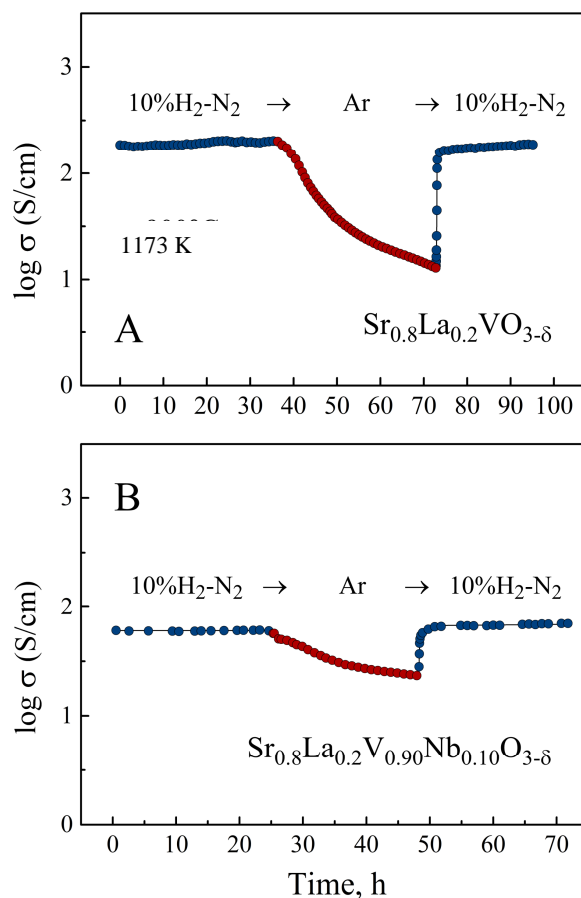 3
10%H₂-N₂ → Ar → 10%H₂-N₂
2
1173 K
1
A
Sr₀.₈La₀.₂VO₃₋δ
0
0 10 20 30 40 50 60 70 80 90 100
log σ (S/cm)
B
3
10%H₂-N₂ → Ar → 10%H₂-N₂
2
1
Sr₀.₈La₀.₂V₀.₉₀Nb₀.₁₀O₃₋δ
0
0 10 20 30 40 50 60 70
log σ (S/cm)
Time, h